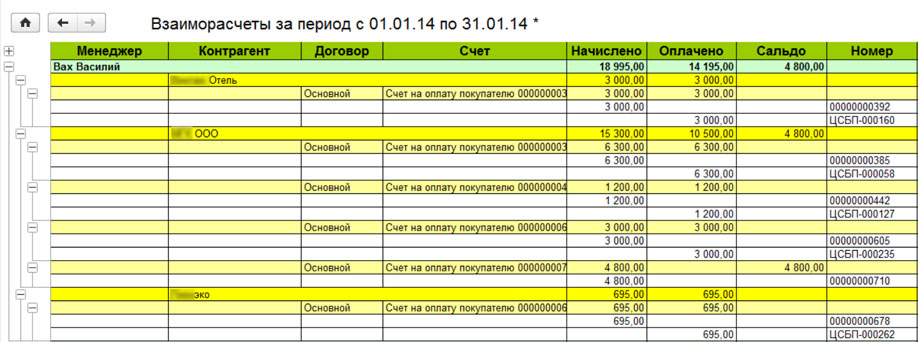 Взаиморасчеты за период с 01.01.14 по 31.01.14 *
Менеджер Контрагент Договор Счет Начислено Оплачено Сальдо Номер
Вах Василий 18 995,00 14 195,00 4 800,00
Отель 3 000,00 3 000,00
Основной Счет на оплату покупателю 000000003 3 000,00 3 000,00
3 000,00 00000000392
3 000,00 ЦСБП-000160
ООО 15 300,00 10 500,00 4 800,00
Основной Счет на оплату покупателю 000000003 6 300,00 6 300,00
6 300,00 00000000385
6 300,00 ЦСБП-000058
Основной Счет на оплату покупателю 000000004 1 200,00 1 200,00
1 200,00 00000000442
1 200,00 ЦСБП-000127
Основной Счет на оплату покупателю 000000006 3 000,00 3 000,00
3 000,00 00000000605
3 000,00 ЦСБП-000235
Основной Счет на оплату покупателю 000000007 4 800,00 4 800,00
4 800,00 00000000710
эко 695,00 695,00
Основной Счет на оплату покупателю 000000006 695,00 695,00
695,00 00000000678
695,00 ЦСБП-000262